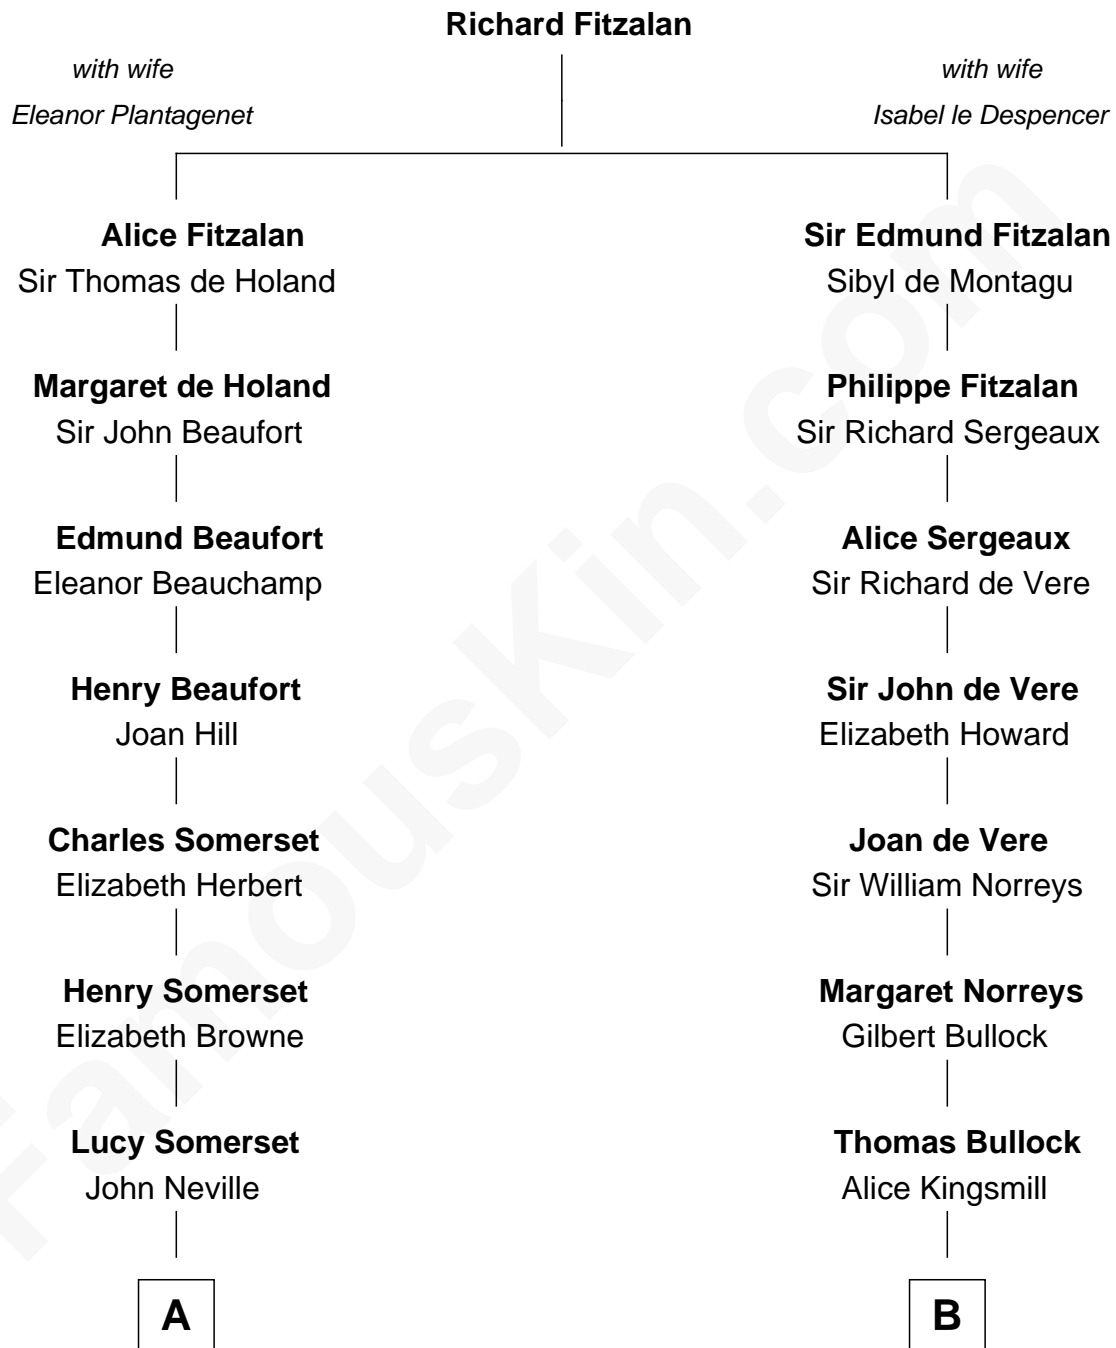 Richard Fitzalan
with wife
Eleanor Plantagenet
with wife
Isabel le Despencer
Alice Fitzalan
Sir Thomas de Holand
Margaret de Holand
Sir John Beaufort
Edmund Beaufort
Eleanor Beauchamp
Henry Beaufort
Joan Hill
Charles Somerset
Elizabeth Herbert
Henry Somerset
Elizabeth Browne
Lucy Somerset
John Neville
A
Sir Edmund Fitzalan
Sibyl de Montagu
Philippe Fitzalan
Sir Richard Sergeaux
Alice Sergeaux
Sir Richard de Vere
Sir John de Vere
Elizabeth Howard
Joan de Vere
Sir William Norreys
Margaret Norreys
Gilbert Bullock
Thomas Bullock
Alice Kingsmill
B
FamousKin.com